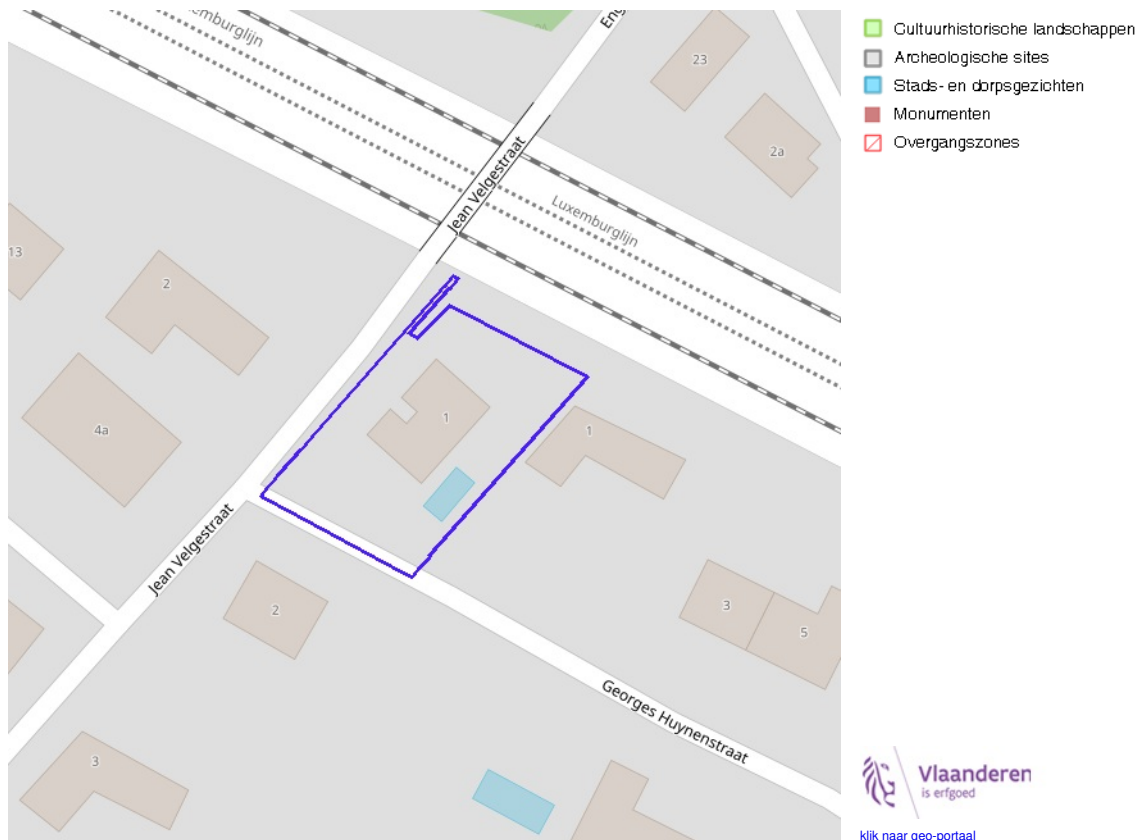 Luxemburglijn
Eng
23
2a
Jean Velgestraat
Luxemburglijn
13
2
4a
1
1
Jean Velgestraat
2
3
5
Georges Huynenstraat
3
Cultuurhistorische landschappen
Archeologische sites
Stads- en dorpsgezichten
Monumenten
Overgangszones
Vlaanderen
is erfgoed
klik naar geo-portaal